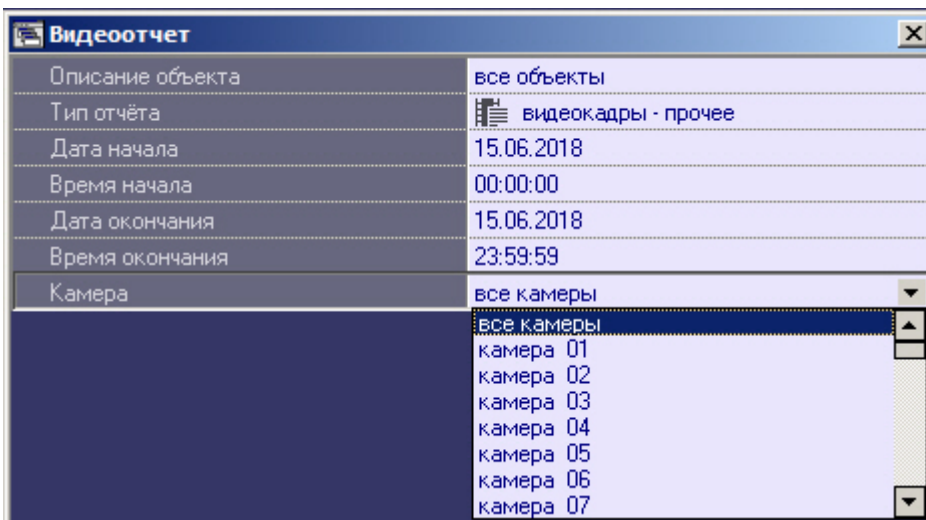 Видеоотчет
Описание объекта все объекты
Тип отчёта видеокадры - прочее
Дата начала 15.06.2018
Время начала 00:00:00
Дата окончания 15.06.2018
Время окончания 23:59:59
Камера все камеры
все камеры
камера 01
камера 02
камера 03
камера 04
камера 05
камера 06
камера 07